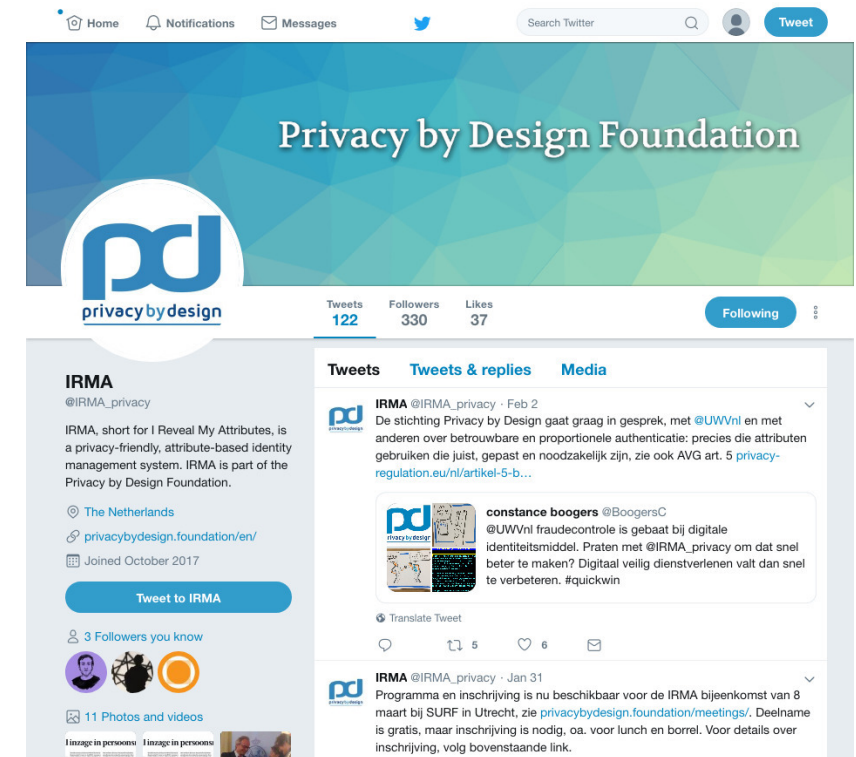 Home Notifications Messages Search Twitter Tweet
Privacy by Design Foundation
pd
privacy by design
Tweets Followers Likes
122 330 37
Following
IRMA
@IRMA_privacy
IRMA, short for I Reveal My Attributes, is
a privacy-friendly, attribute-based identity
management system. IRMA is part of the
Privacy by Design Foundation.
The Netherlands
privacybydesign.foundation/en/
Joined October 2017
Tweet to IRMA
3 Followers you know
11 Photos and videos
Tweets Tweets & replies Media
IRMA @IRMA_privacy · Feb 2
De stichting Privacy by Design gaat graag in gesprek, met @UWVnl en met
anderen over betrouwbare en proportionele authenticatie: precies die attributen
gebruiken die juist, gepast en noodzakelijk zijn, zie ook AVG art. 5 privacy-
regulation.eu/nl/artikel-5-b…
constance boogers @BoogersC
@UWVnl fraudecontrole is gebaat bij digitale
identiteitsmiddel. Praten met @IRMA_privacy om dat snel
beter te maken? Digitaal veilig dienstverlenen valt dan snel
te verbeteren. #quickwin
Translate Tweet
5 6
IRMA @IRMA_privacy · Jan 31
Programma en inschrijving is nu beschikbaar voor de IRMA bijeenkomst van 8
maart bij SURF in Utrecht, zie privacybydesign.foundation/meetings/. Deelname
is gratis, maar inschrijving is nodig, oa. voor lunch en borrel. Voor details over
inschrijving, volg bovenstaande link.